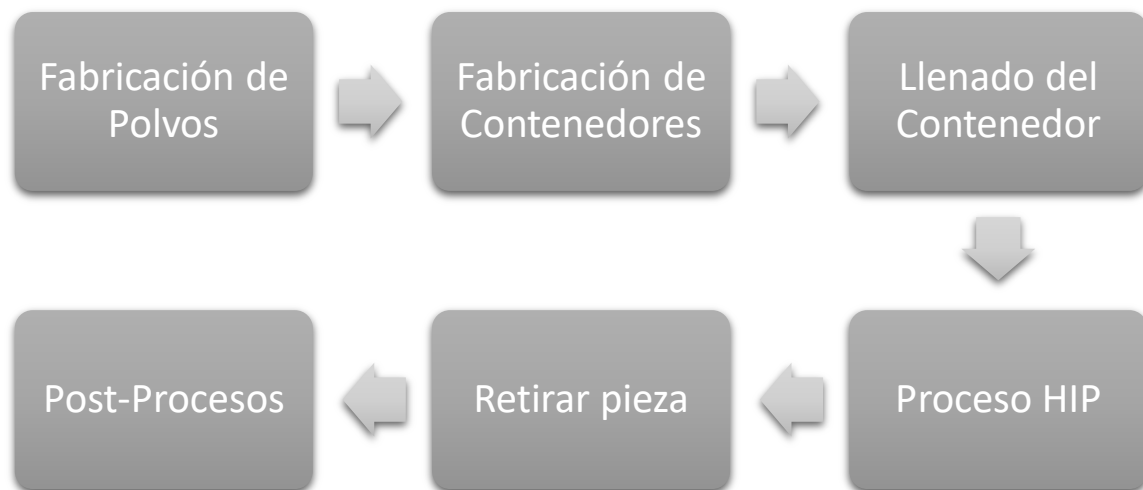 Fabricación de
Polvos
Fabricación de
Contenedores
Llenado del
Contenedor
Proceso HIP
Retirar pieza
Post-Procesos